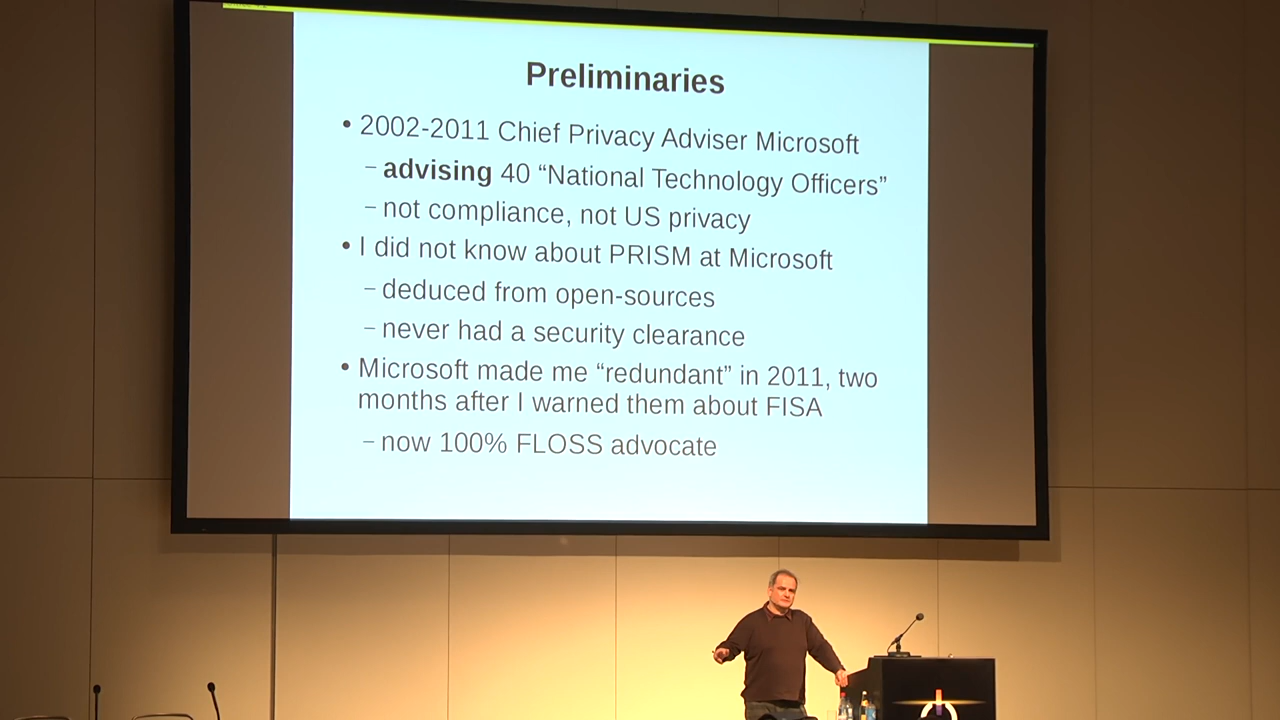 Preliminaries
• 2002-2011 Chief Privacy Adviser Microsoft
– advising 40 “National Technology Officers”
– not compliance, not US privacy
• I did not know about PRISM at Microsoft
– deduced from open-sources
– never had a security clearance
• Microsoft made me “redundant” in 2011, two
months after I warned them about FISA
– now 100% FLOSS advocate